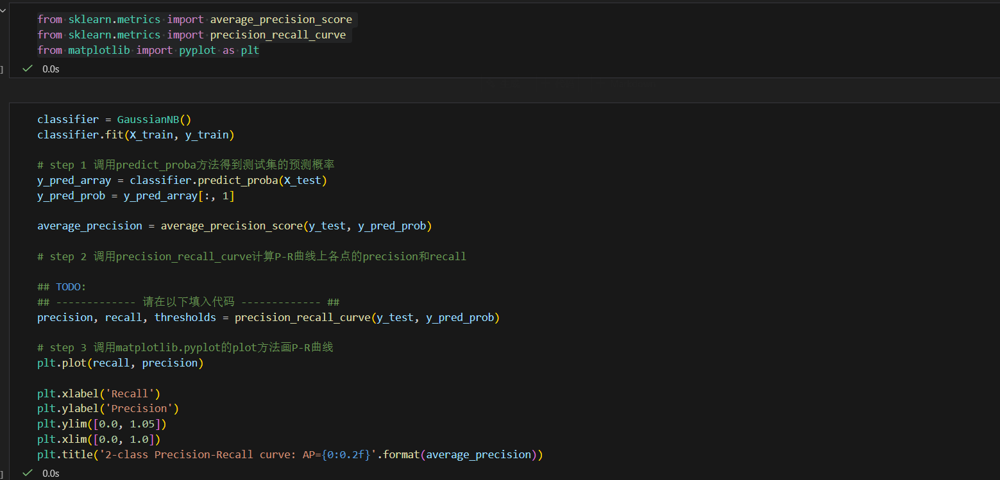 from sklearn.metrics import average_precision_score
from sklearn.metrics import precision_recall_curve
from matplotlib import pyplot as plt
] ✓ 0.0s
classifier = GaussianNB()
classifier.fit(X_train, y_train)
# step 1 调用predict_proba方法得到测试集的预测概率
y_pred_array = classifier.predict_proba(X_test)
y_pred_prob = y_pred_array[:, 1]
average_precision = average_precision_score(y_test, y_pred_prob)
# step 2 调用precision_recall_curve计算P-R曲线上各点的precision和recall
## TODO:
## ------------- 请在以下填入代码 ------------- ##
precision, recall, thresholds = precision_recall_curve(y_test, y_pred_prob)
# step 3 调用matplotlib.pyplot的plot方法画P-R曲线
plt.plot(recall, precision)
plt.xlabel('Recall')
plt.ylabel('Precision')
plt.ylim([0.0, 1.05])
plt.xlim([0.0, 1.0])
plt.title('2-class Precision-Recall curve: AP={0:0.2f}'.format(average_precision))
] ✓ 0.0s